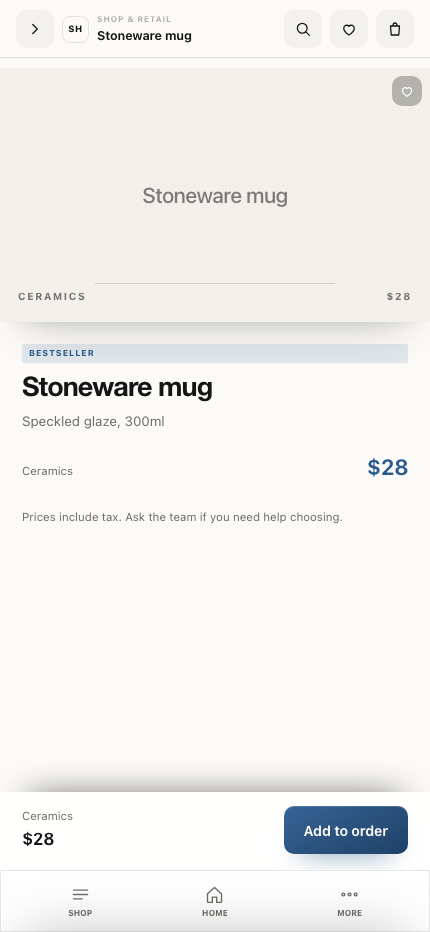 SH
SHOP & RETAIL
Stoneware mug
Stoneware mug
CERAMICS
$28
BESTSELLER
Stoneware mug
Speckled glaze, 300ml
Ceramics
$28
Prices include tax. Ask the team if you need help choosing.
Ceramics
$28
Add to order
SHOP
HOME
MORE